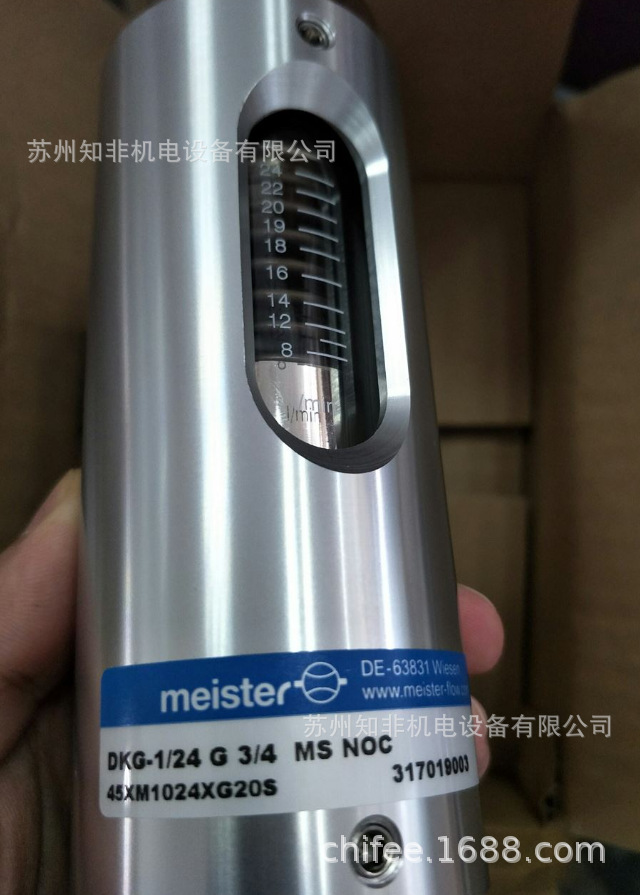 苏州知非机电设备有限公司
24
22
20
19
18
16
14
12
8
6
l/min
meister
DE-63831 Wiesen
www.meister-flow.
苏州知非机电设备有限公司
DKG-1/24 G 3/4 MS NOC
45XM1024XG20S
317019003
chifee.1688.com